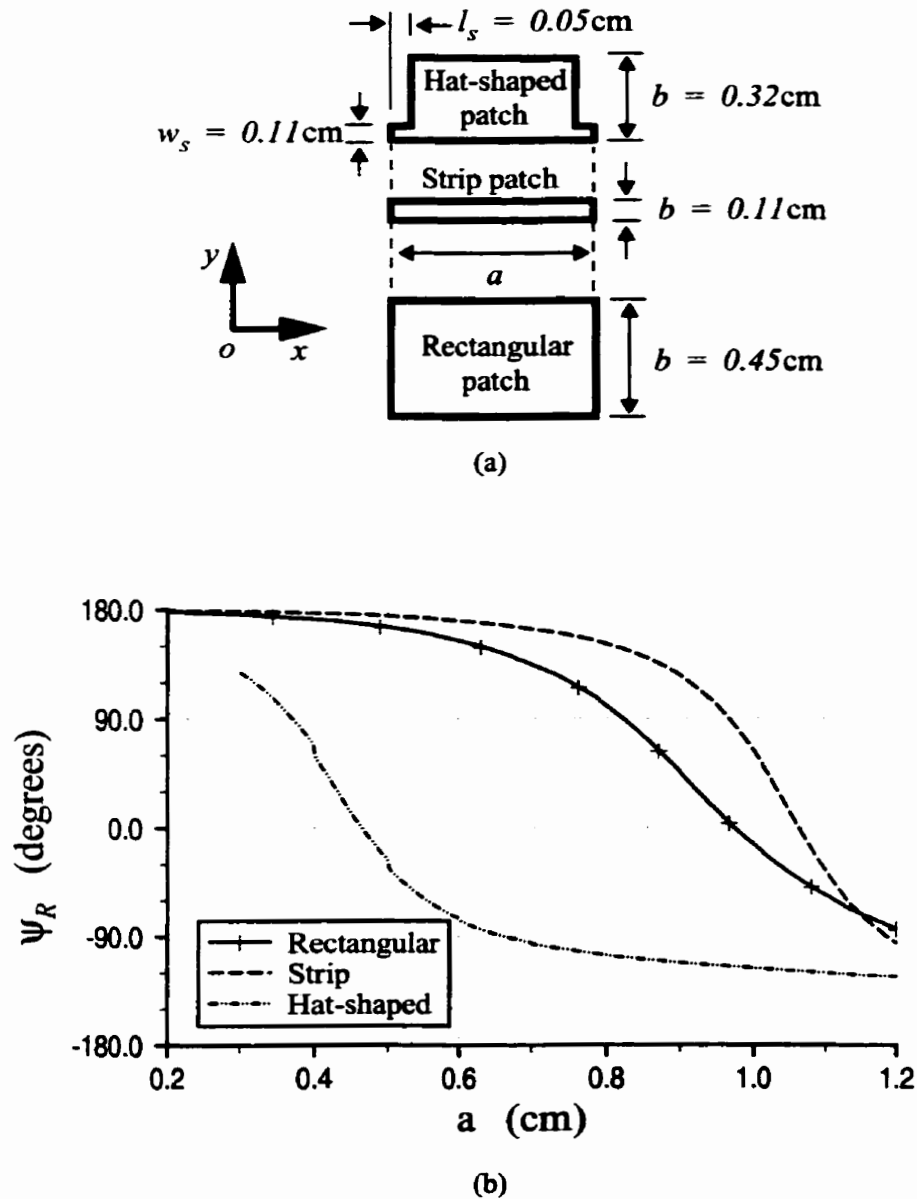 l_s = 0.05cm
Hat-shaped
patch
b = 0.32cm
w_s = 0.11cm
Strip patch
b = 0.11cm
a
y
o
x
Rectangular
patch
b = 0.45cm
(a)
180.0
90.0
0.0
-90.0
-180.0
ψ_R (degrees)
Rectangular
Strip
Hat-shaped
0.2 0.4 0.6 0.8 1.0 1.2
a (cm)
(b)